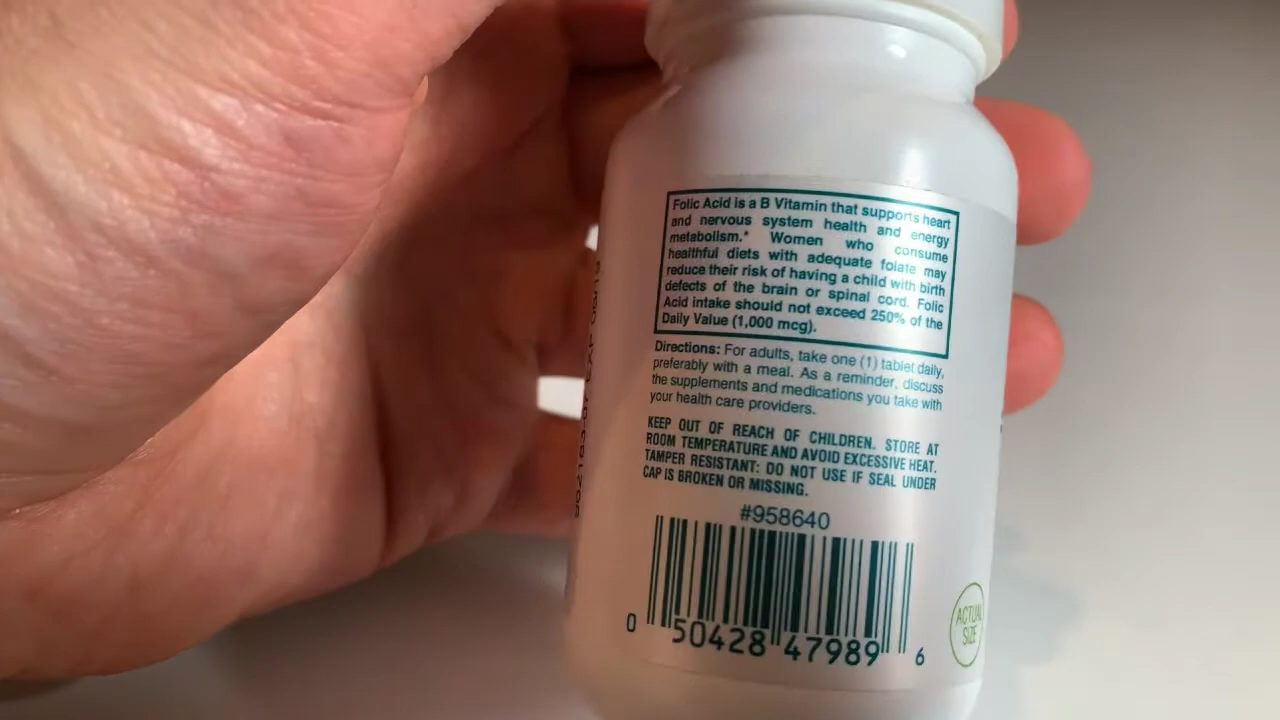 Folic Acid is a B Vitamin that supports heart
and nervous system health and energy
metabolism.* Women who consume
healthful diets with adequate folate may
reduce their risk of having a child with birth
defects of the brain or spinal cord. Folic
Acid intake should not exceed 250% of the
Daily Value (1,000 mcg).
Directions: For adults, take one (1) tablet daily,
preferably with a meal. As a reminder, discuss
the supplements and medications you take with
your health care providers.
KEEP OUT OF REACH OF CHILDREN. STORE AT
ROOM TEMPERATURE AND AVOID EXCESSIVE HEAT.
TAMPER RESISTANT: DO NOT USE IF SEAL UNDER
CAP IS BROKEN OR MISSING.
#958640
0 50428 47989 6
ACTUAL
SIZE